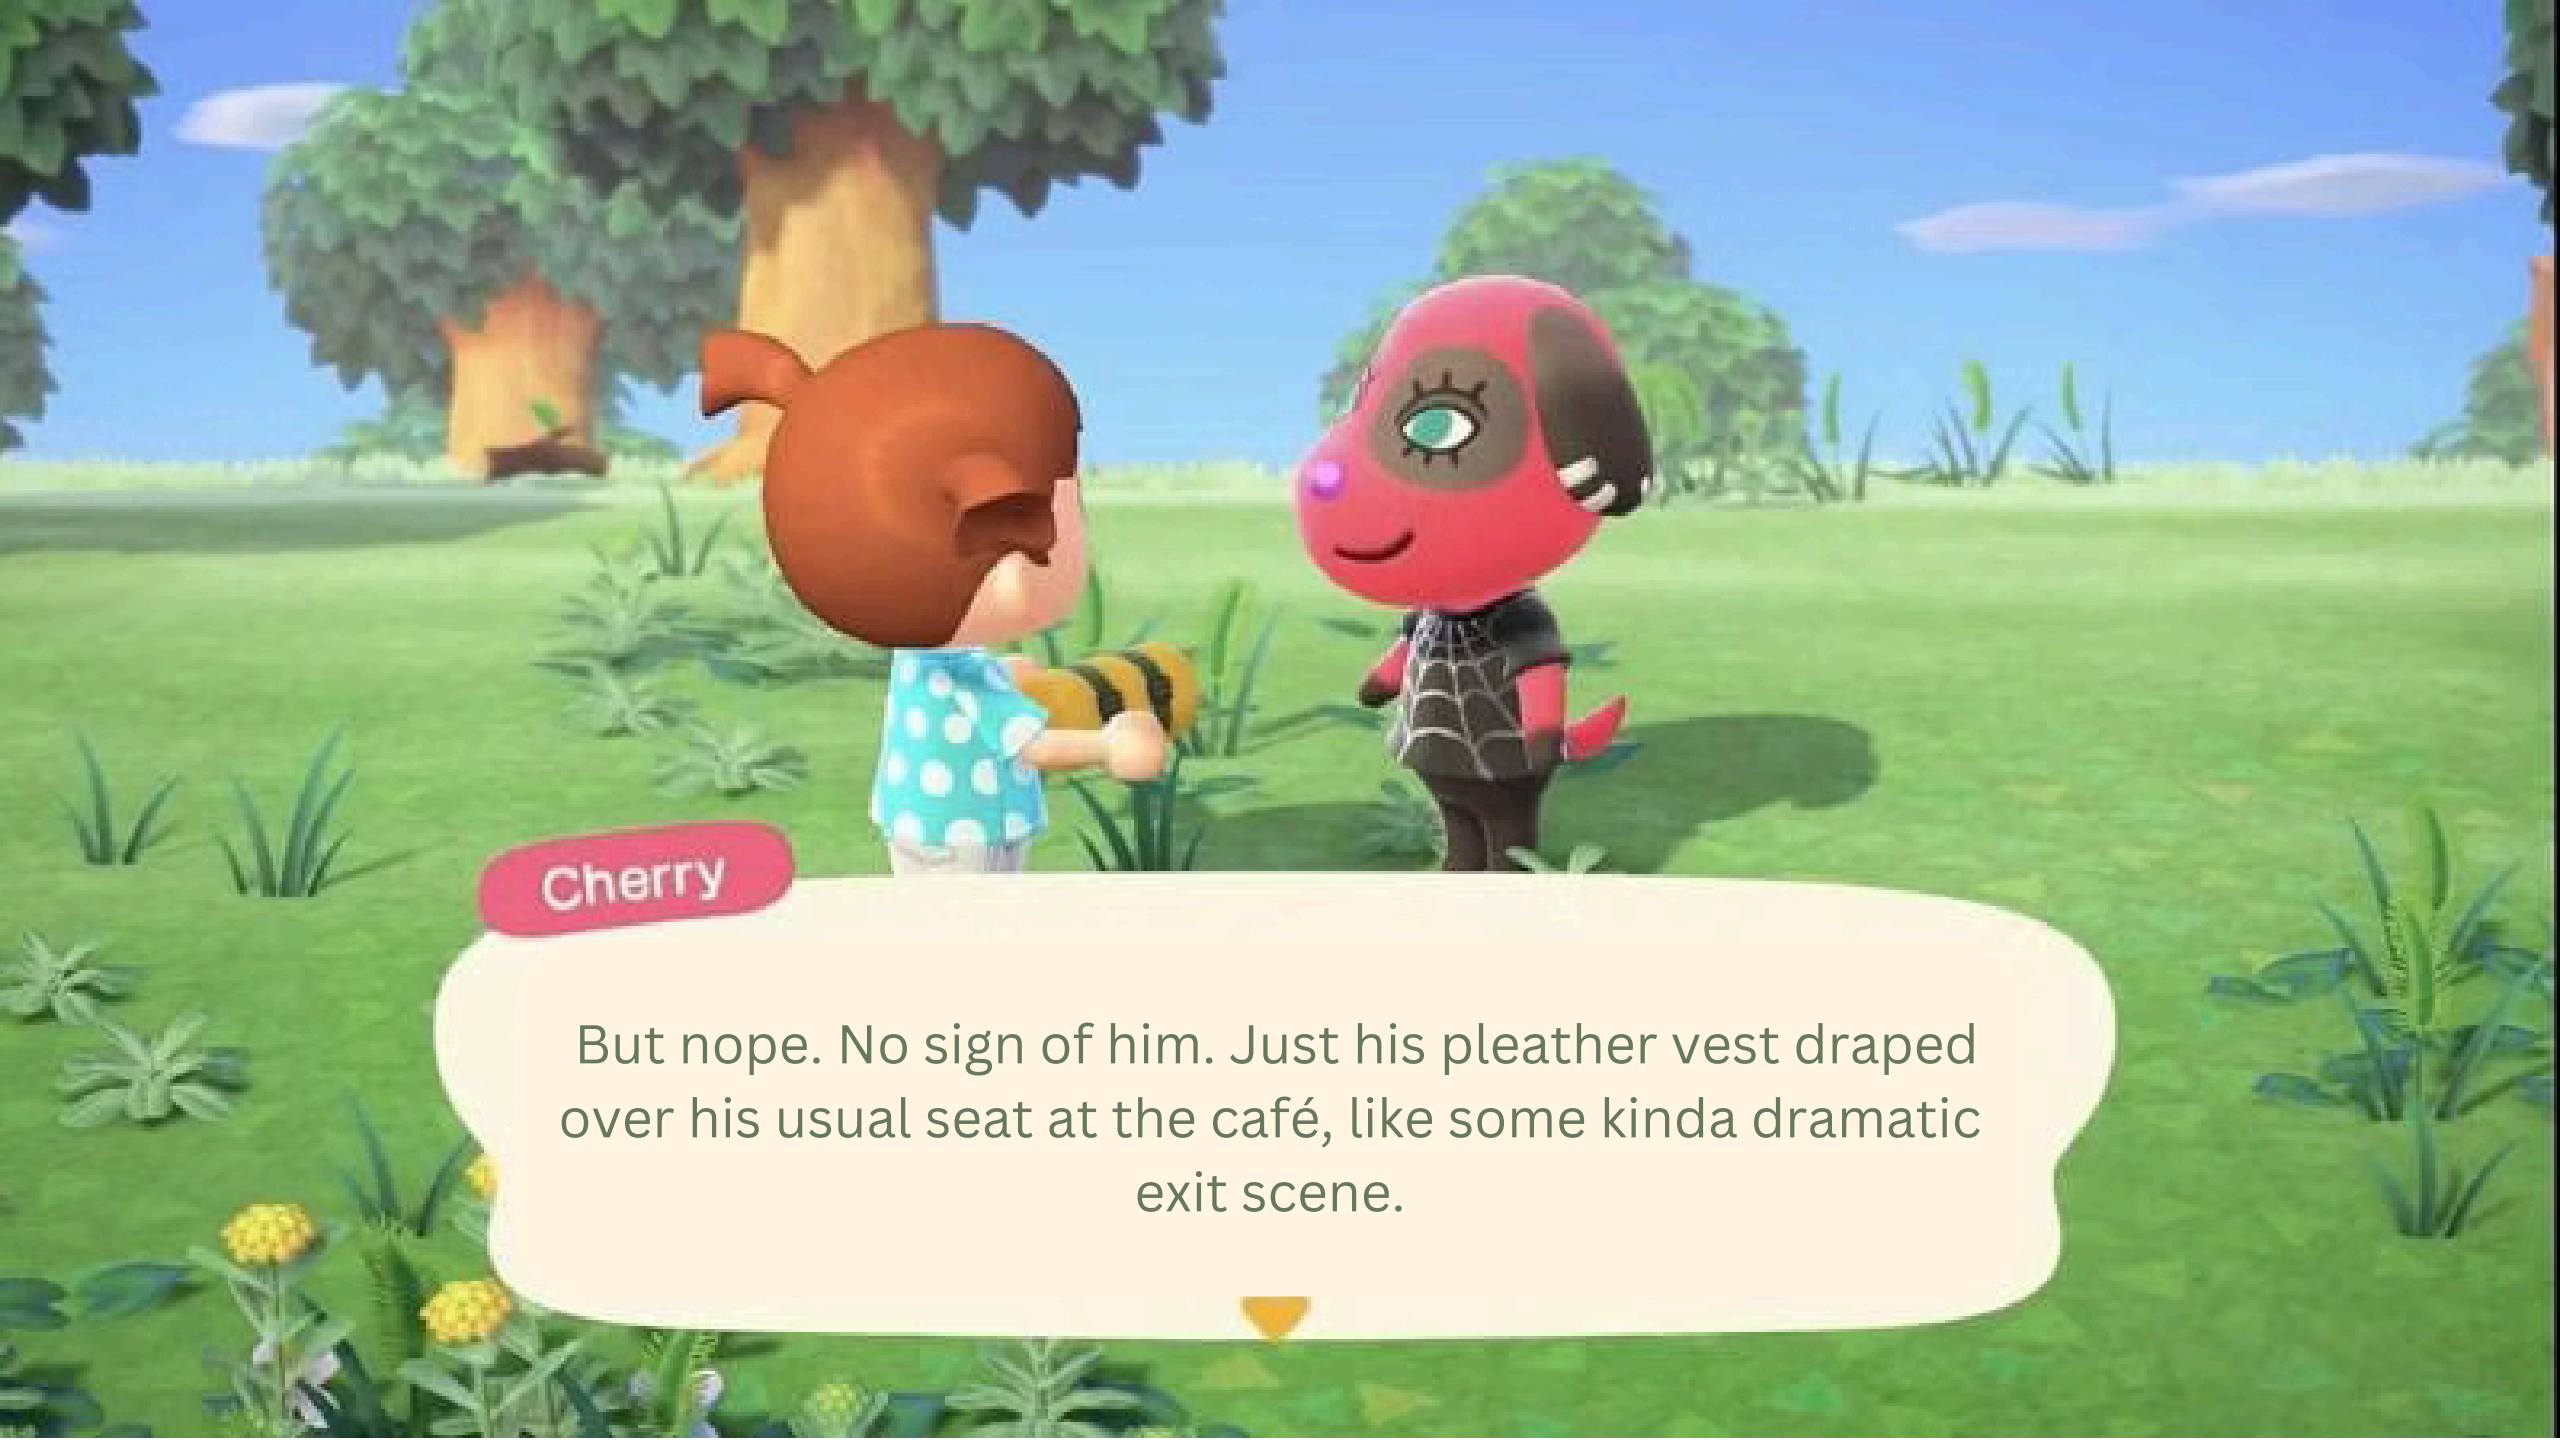 Cherry
But nope. No sign of him. Just his pleather vest draped
over his usual seat at the café, like some kinda dramatic
exit scene.